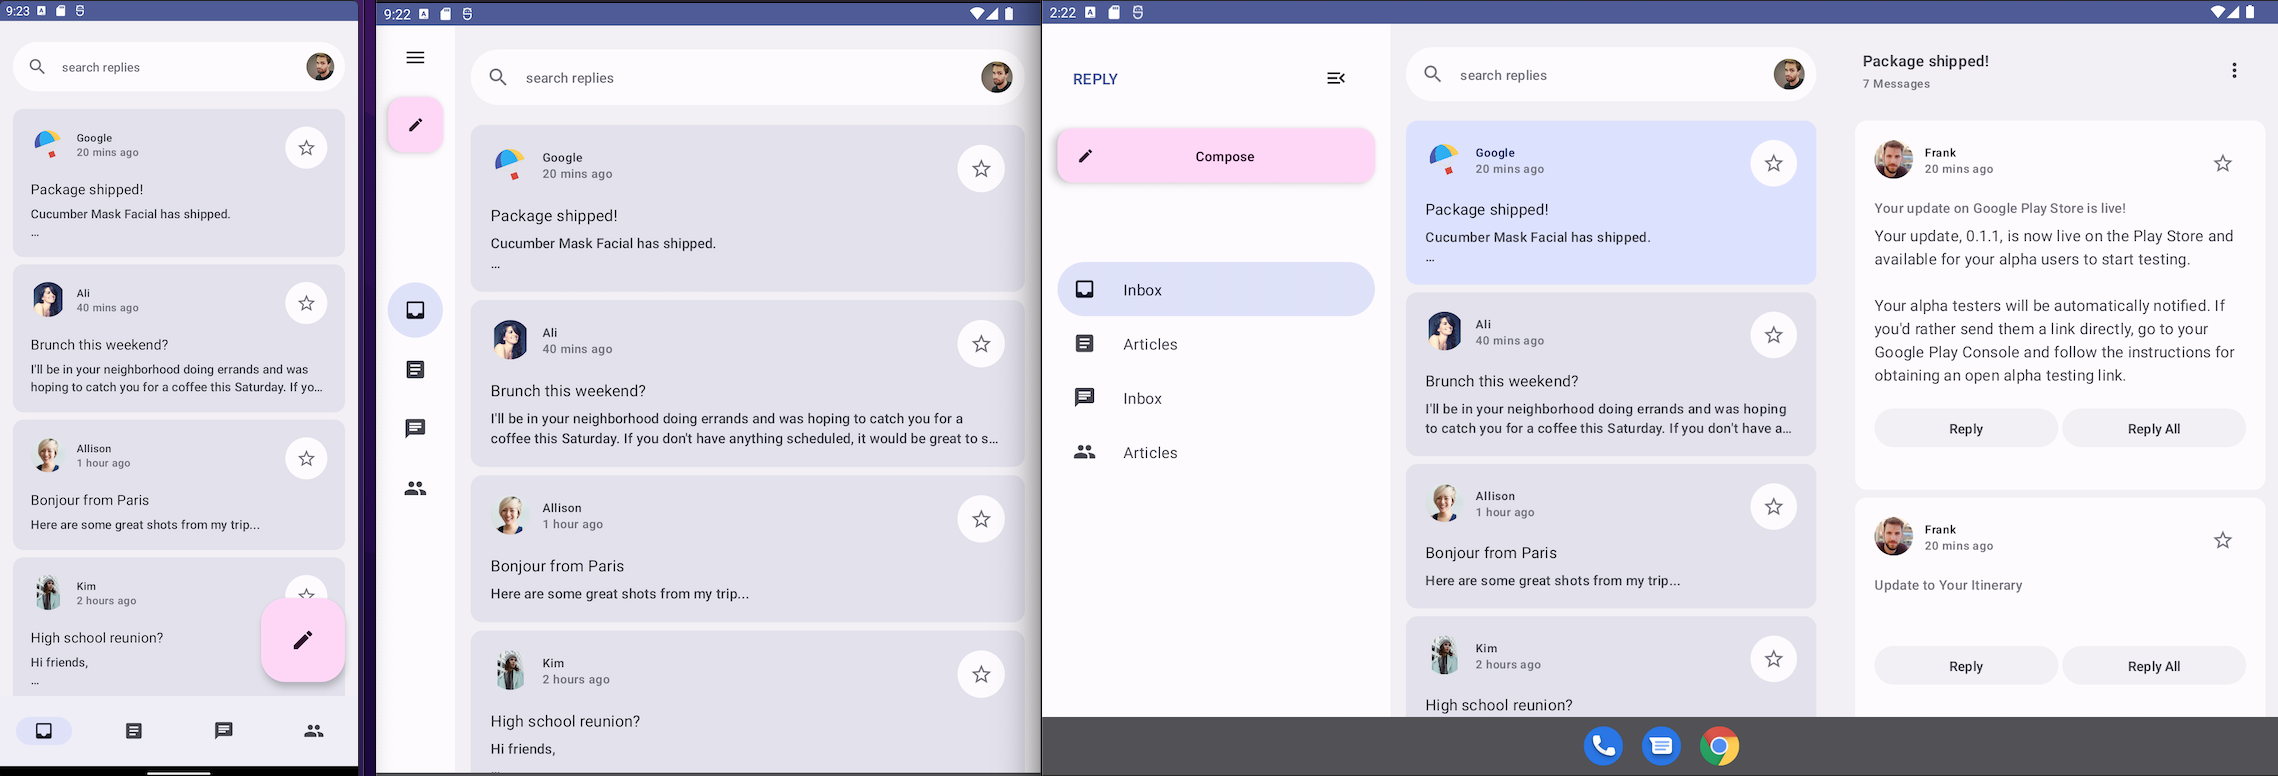 9:23
search replies
Google
20 mins ago
Package shipped!
Cucumber Mask Facial has shipped.
...
Ali
40 mins ago
Brunch this weekend?
I'll be in your neighborhood doing errands and was
hoping to catch you for a coffee this Saturday. If yo...
Allison
1 hour ago
Bonjour from Paris
Here are some great shots from my trip...
Kim
2 hours ago
High school reunion?
Hi friends,
...
9:22
search replies
Google
20 mins ago
Package shipped!
Cucumber Mask Facial has shipped.
...
Ali
40 mins ago
Brunch this weekend?
I'll be in your neighborhood doing errands and was hoping to catch you for a
coffee this Saturday. If you don't have anything scheduled, it would be great to s...
Allison
1 hour ago
Bonjour from Paris
Here are some great shots from my trip...
Kim
2 hours ago
High school reunion?
Hi friends,
2:22
REPLY
Compose
Inbox
Articles
Inbox
Articles
search replies
Google
20 mins ago
Package shipped!
Cucumber Mask Facial has shipped.
...
Ali
40 mins ago
Brunch this weekend?
I'll be in your neighborhood doing errands and was hoping
to catch you for a coffee this Saturday. If you don't have a...
Allison
1 hour ago
Bonjour from Paris
Here are some great shots from my trip...
Kim
2 hours ago
High school reunion?
Package shipped!
7 Messages
Frank
20 mins ago
Your update on Google Play Store is live!
Your update, 0.1.1, is now live on the Play Store and
available for your alpha users to start testing.
Your alpha testers will be automatically notified. If
you'd rather send them a link directly, go to your
Google Play Console and follow the instructions for
obtaining an open alpha testing link.
Reply
Reply All
Frank
20 mins ago
Update to Your Itinerary
Reply
Reply All